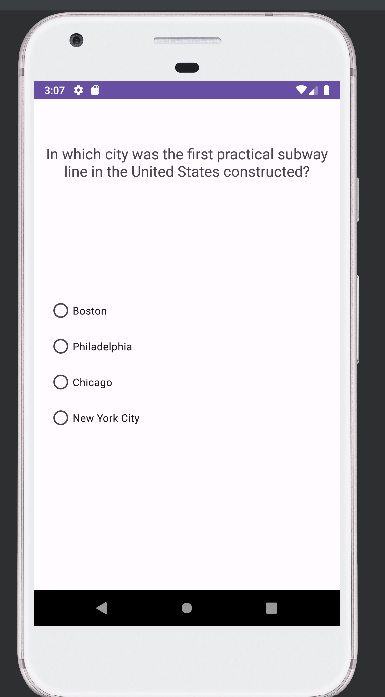 3:07
In which city was the first practical subway
line in the United States constructed?
Boston
Philadelphia
Chicago
New York City